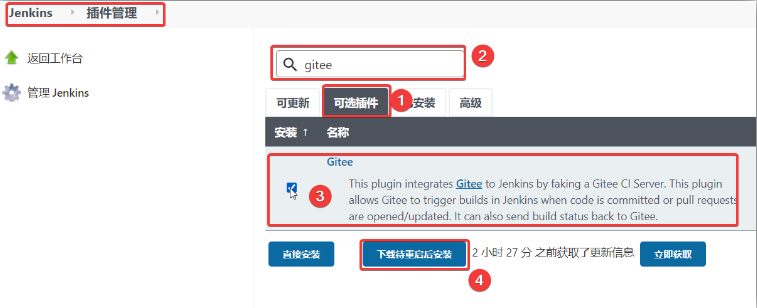 Jenkins
插件管理
返回工作台
管理 Jenkins
gitee
2
可更新
可选插件
1
安装
高级
安装 ↑ 名称
Gitee
This plugin integrates Gitee to Jenkins by faking a Gitee CI Server. This plugin
allows Gitee to trigger builds in Jenkins when code is committed or pull requests
are opened/updated. It can also send build status back to Gitee.
3
直接安装
下载待重启后安装
2 小时 27 分 之前获取了更新信息
立即获取
4